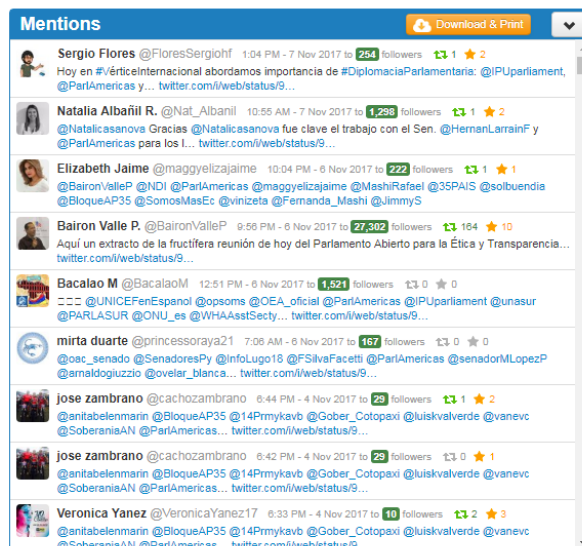 Mentions
Download & Print
Sergio Flores @FloresSergiohf 1:04 PM - 7 Nov 2017 to 254 followers 1 2
Hoy en #VérticeInternacional abordamos importancia de #DiplomaciaParlamentaria: @IPUparliament,
@ParlAmericas y… twitter.com/i/web/status/9…
Natalia Albañil R. @Nat_Albanil 10:55 AM - 7 Nov 2017 to 1,298 followers 1 2
@Natalicasanova Gracias @Natalicasanova fue clave el trabajo con el Sen. @HernanLarrainF y
@ParlAmericas para los l… twitter.com/i/web/status/9…
Elizabeth Jaime @maggyelizajaime 10:04 PM - 6 Nov 2017 to 222 followers 1 1
@BaironValleP @NDI @ParlAmericas @maggyelizajaime @MashiRafael @35PAIS @solbuendia
@BloqueAP35 @SomosMasEc @vinizeta @Fernanda_Mashi @JimmyS
Bairon Valle P. @BaironValleP 9:56 PM - 6 Nov 2017 to 27,302 followers 164 10
Aquí un extracto de la fructífera reunión de hoy del Parlamento Abierto para la Ética y Transparencia…
twitter.com/i/web/status/9…
Bacalao M @BacalaoM 12:51 PM - 6 Nov 2017 to 1,521 followers 0 0
@UNICEFenEspanol @opsoms @OEA_oficial @ParlAmericas @IPUparliament @unasur
@PARLASUR @ONU_es @WHAAsstSecty… twitter.com/i/web/status/9…
mirta duarte @princessoraya21 7:06 AM - 6 Nov 2017 to 167 followers 0 0
@oac_senado @SenadoresPy @InfoLugo18 @FSilvaFacetti @ParlAmericas @senadorMLopezP
@arnaldogiuzzio @ovelar_blanca… twitter.com/i/web/status/9…
jose zambrano @cachozambrano 6:44 PM - 4 Nov 2017 to 29 followers 1 2
@anitabelenmarin @BloqueAP35 @14Prmykavb @Gober_Cotopaxi @luiskvalverde @vanevc
@SoberaniaAN @ParlAmericas… twitter.com/i/web/status/9…
jose zambrano @cachozambrano 6:42 PM - 4 Nov 2017 to 29 followers 0 1
@anitabelenmarin @BloqueAP35 @14Prmykavb @Gober_Cotopaxi @luiskvalverde @vanevc
@SoberaniaAN @ParlAmericas… twitter.com/i/web/status/9…
Veronica Yanez @VeronicaYanez17 6:33 PM - 4 Nov 2017 to 10 followers 2 3
@anitabelenmarin @BloqueAP35 @14Prmykavb @Gober_Cotopaxi @luiskvalverde @vanevc
@SoberaniaAN @ParlAmericas… twitter.com/i/web/status/9…